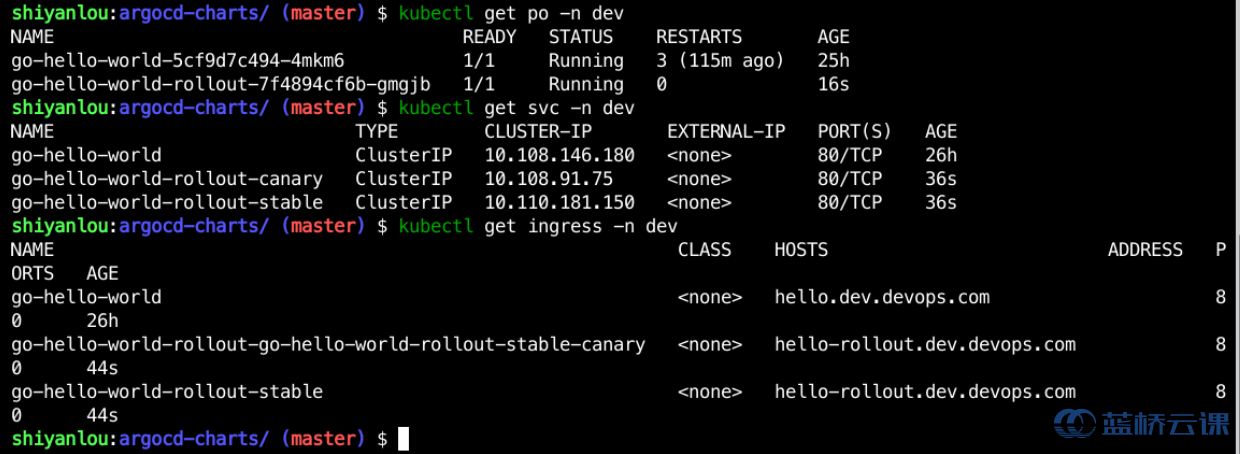 shiyanlou:argocd-charts/ (master) $ kubectl get po -n dev
NAME READY STATUS RESTARTS AGE
go-hello-world-5cf9d7c494-4mkm6 1/1 Running 3 (115m ago) 25h
go-hello-world-rollout-7f4894cf6b-gmgjb 1/1 Running 0 16s
shiyanlou:argocd-charts/ (master) $ kubectl get svc -n dev
NAME TYPE CLUSTER-IP EXTERNAL-IP PORT(S) AGE
go-hello-world ClusterIP 10.108.146.180 <none> 80/TCP 26h
go-hello-world-rollout-canary ClusterIP 10.108.91.75 <none> 80/TCP 36s
go-hello-world-rollout-stable ClusterIP 10.110.181.150 <none> 80/TCP 36s
shiyanlou:argocd-charts/ (master) $ kubectl get ingress -n dev
NAME CLASS HOSTS ADDRESS P
ORTS AGE
go-hello-world <none> hello.dev.devops.com 8
0 26h
go-hello-world-rollout-go-hello-world-rollout-stable-canary <none> hello-rollout.dev.devops.com 8
0 44s
go-hello-world-rollout-stable <none> hello-rollout.dev.devops.com 8
0 44s
shiyanlou:argocd-charts/ (master) $
蓝桥云课